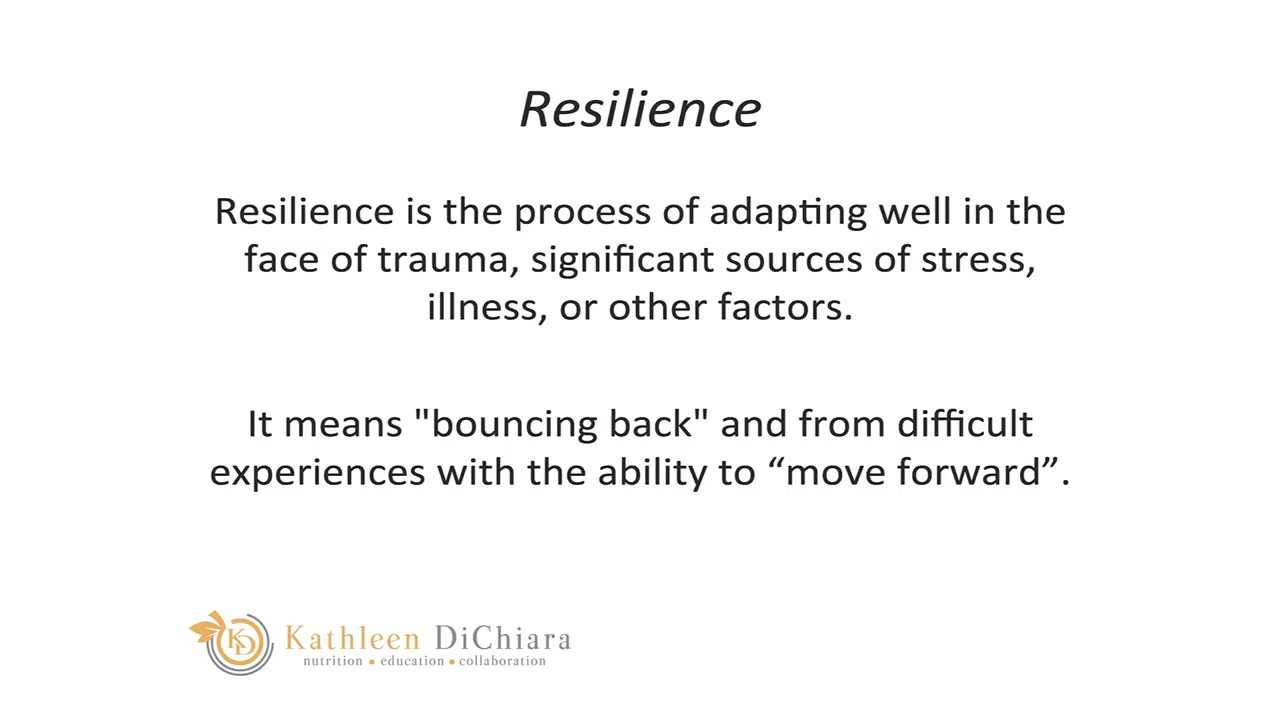 Resilience
Resilience is the process of adapting well in the
face of trauma, significant sources of stress,
illness, or other factors.
It means "bouncing back" and from difficult
experiences with the ability to “move forward”.
KD
Kathleen DiChiara
nutrition • education • collaboration